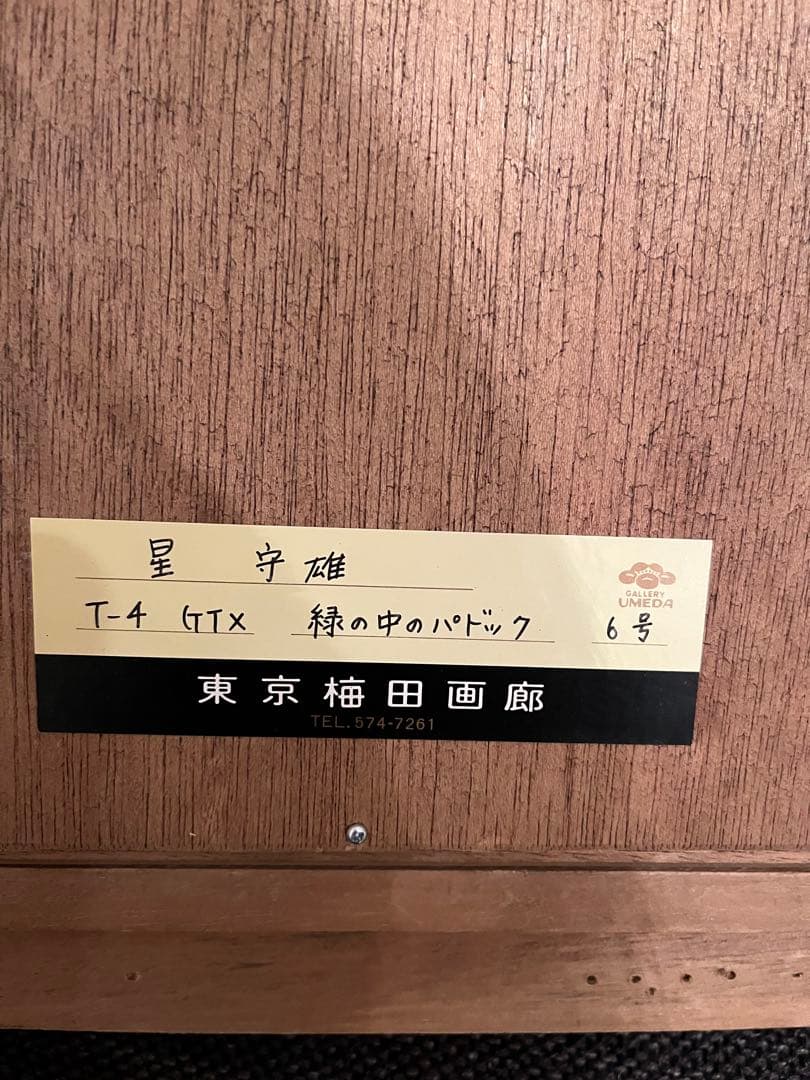 星 守雄
GALLERY
UMEDA
T-4 GTX 緑の中のパドック 6号
東京梅田画廊
TEL. 574-7261